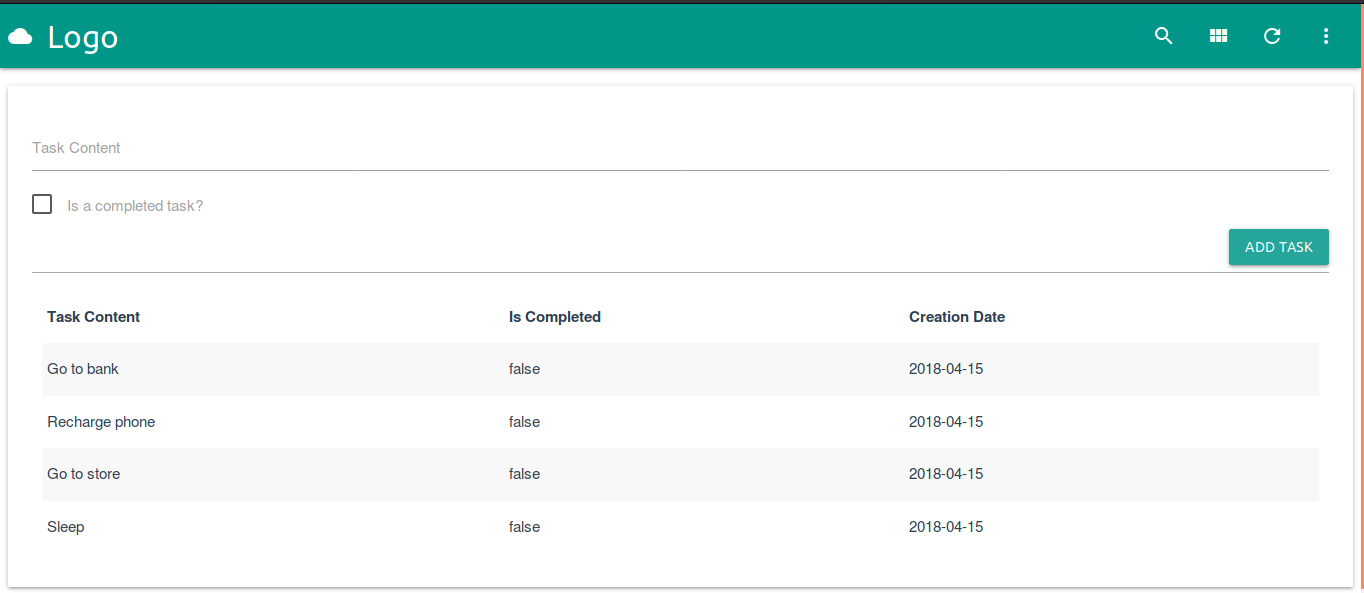 Logo
Task Content
Is a completed task?
ADD TASK
Task Content Is Completed Creation Date
Go to bank false 2018-04-15
Recharge phone false 2018-04-15
Go to store false 2018-04-15
Sleep false 2018-04-15